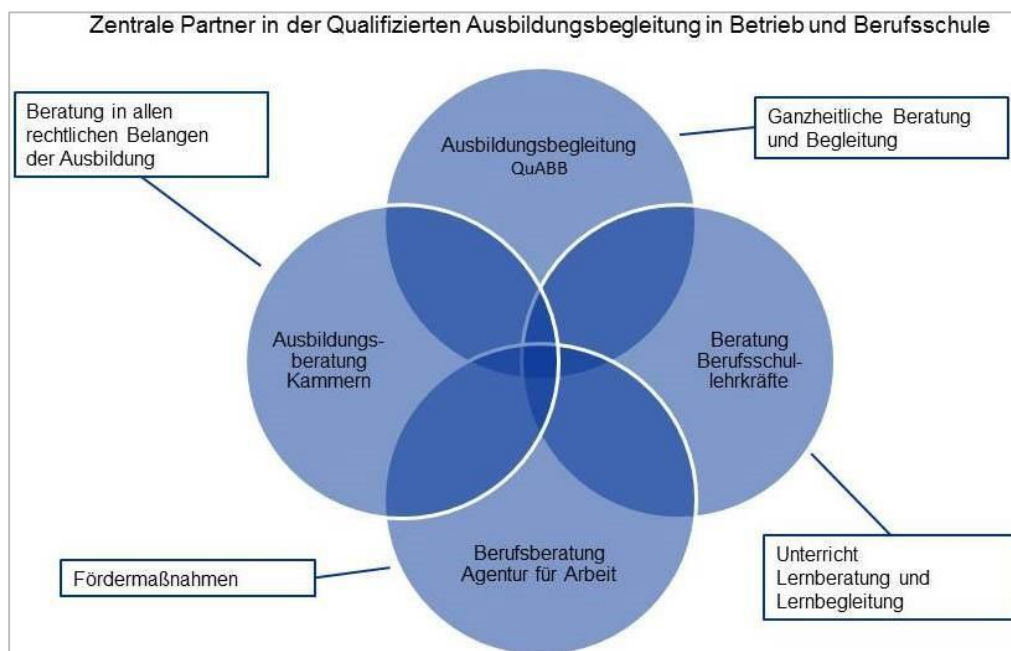 Zentrale Partner in der Qualifizierten Ausbildungsbegleitung in Betrieb und Berufsschule
Beratung in allen
rechtlichen Belangen
der Ausbildung
Ausbildungsbegleitung
QuABB
Ganzheitliche Beratung
und Begleitung
Ausbildungs-
beratung
Kammern
Beratung
Berufsschul-
lehrkräfte
Berufsberatung
Agentur für Arbeit
Fördermaßnahmen
Unterricht
Lernberatung und
Lernbegleitung